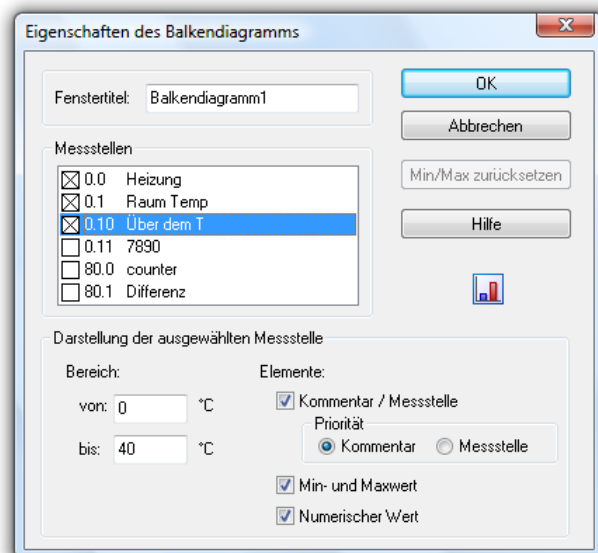 Eigenschaften des Balkendiagramms
Fenstertitel: Balkendiagramm1
OK
Abbrechen
Messstellen
0.0 Heizung
0.1 Raum Temp
0.10 Über dem T
0.11 7890
80.0 counter
80.1 Differenz
Min/Max zurücksetzen
Hilfe
Darstellung der ausgewählten Messstelle
Bereich:
von: 0 °C
bis: 40 °C
Elemente:
Kommentar / Messstelle
Priorität
Kommentar Messstelle
Min- und Maxwert
Numerischer Wert